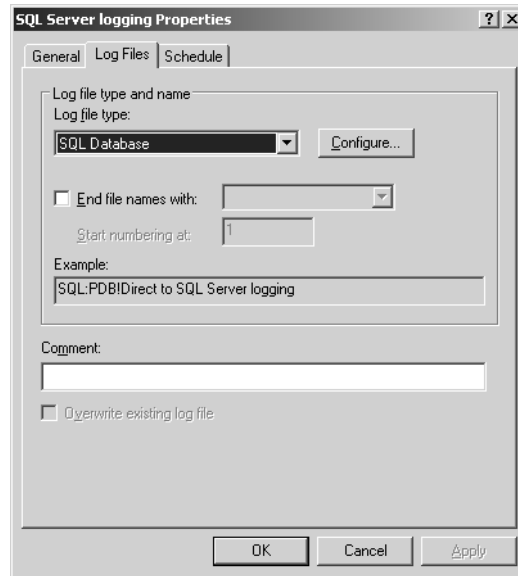 SQL Server logging Properties
General Log Files Schedule
Log file type and name
Log file type:
SQL Database Configure...
End file names with:
Start numbering at: 1
Example:
SQL:PDB!Direct to SQL Server logging
Comment:
Overwrite existing log file
OK Cancel Apply